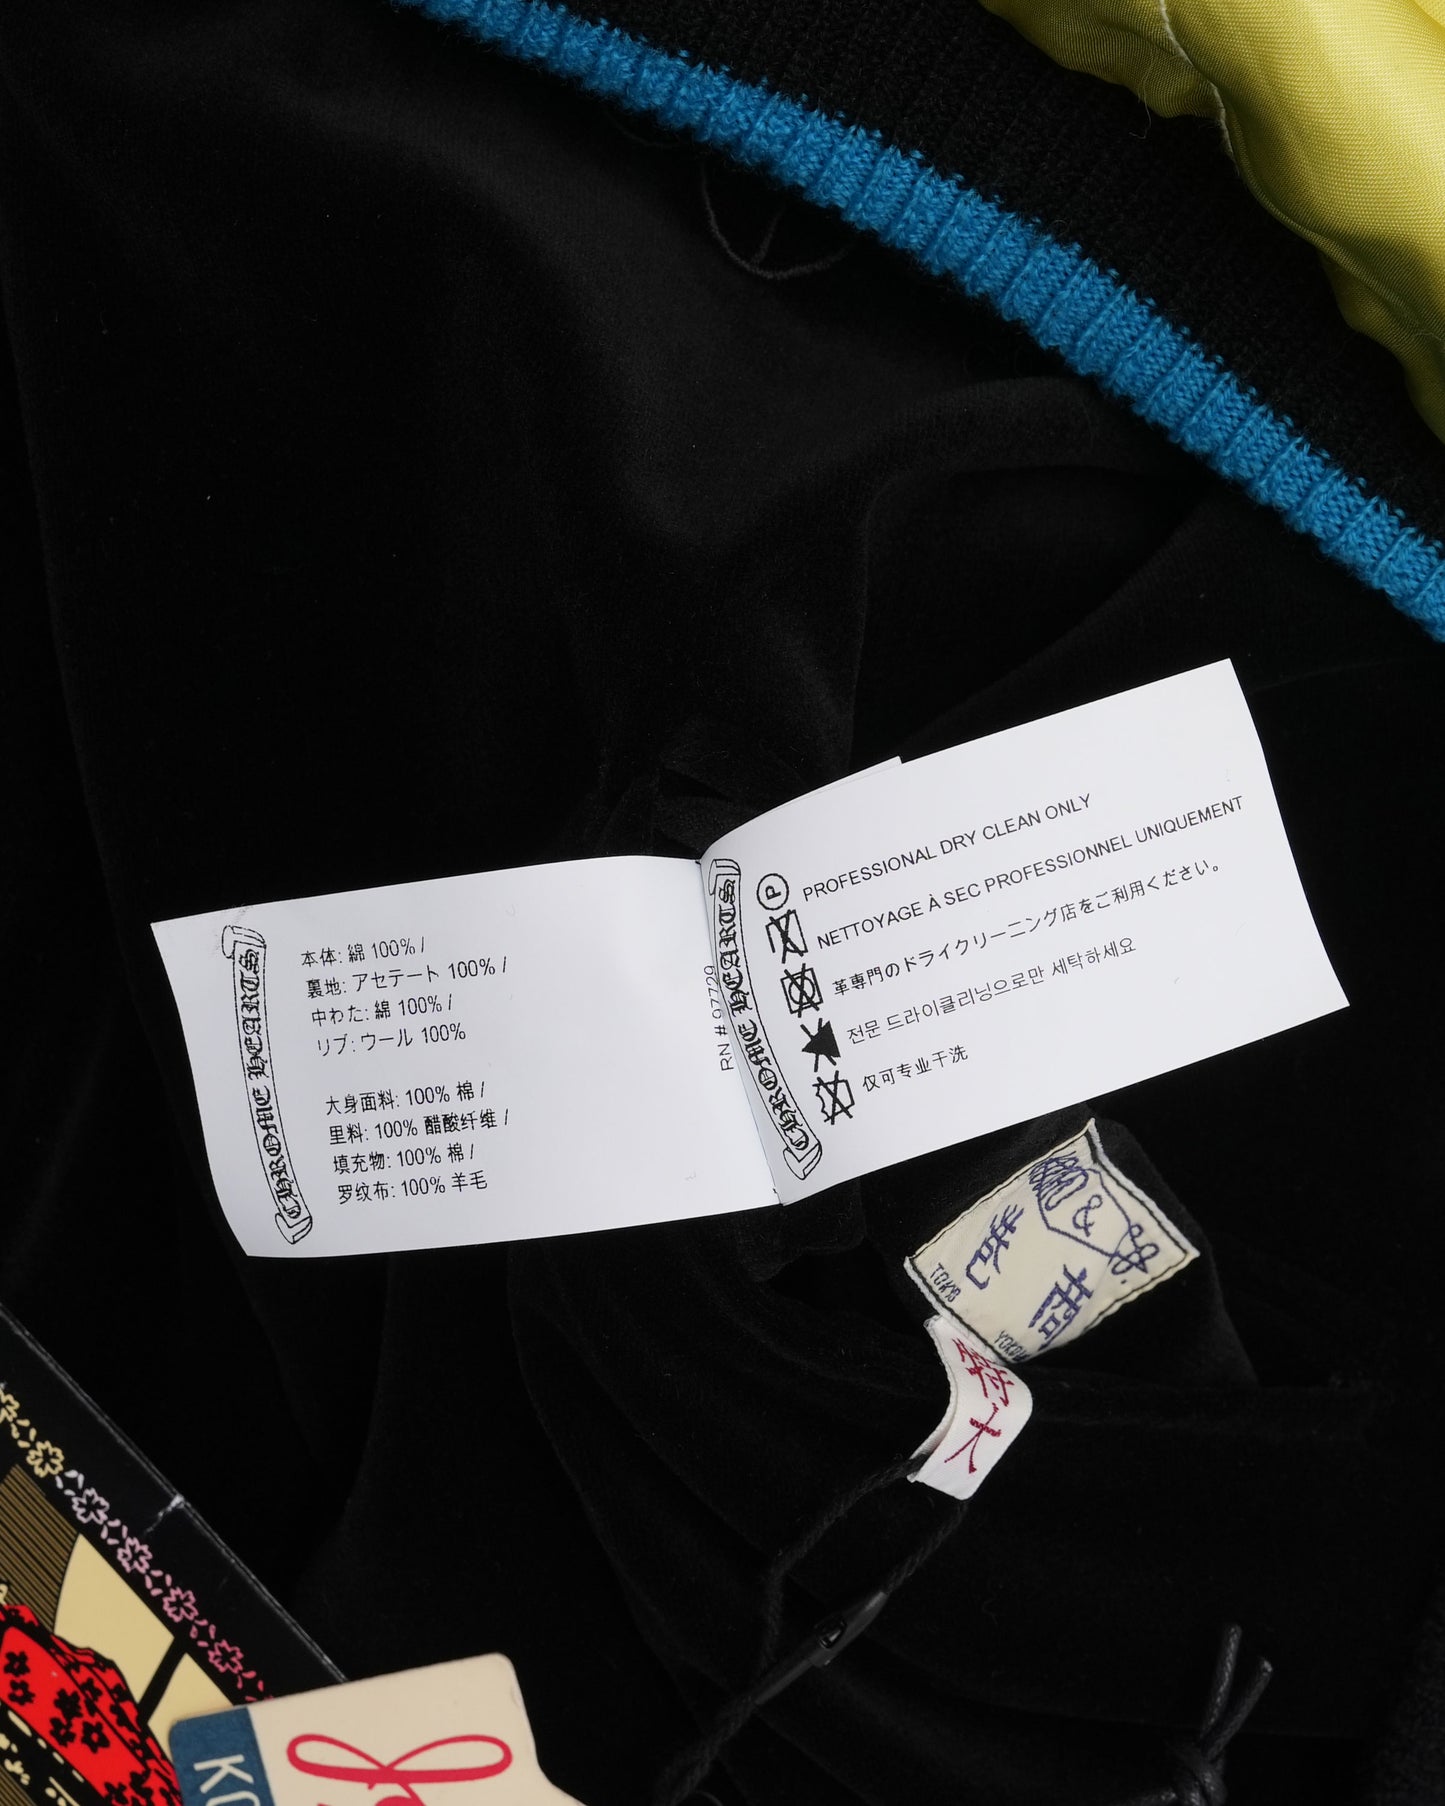 CHROME HEARTS
本体: 綿 100% /
裏地: アセテート 100% /
中わた: 綿 100% /
リブ: ウール 100%
大身面料: 100% 棉 /
里料: 100% 醋酸纤维 /
填充物: 100% 棉 /
罗纹布: 100% 羊毛
RN # 97729
CHROME HEARTS
P
PROFESSIONAL DRY CLEAN ONLY
NETTOYAGE À SEC PROFESSIONNEL UNIQUEMENT
革専門のドライクリーニング店をご利用ください。
전문 드라이클리닝으로만 세탁하세요
仅可专业干洗
&
TOKYO
特大
KO